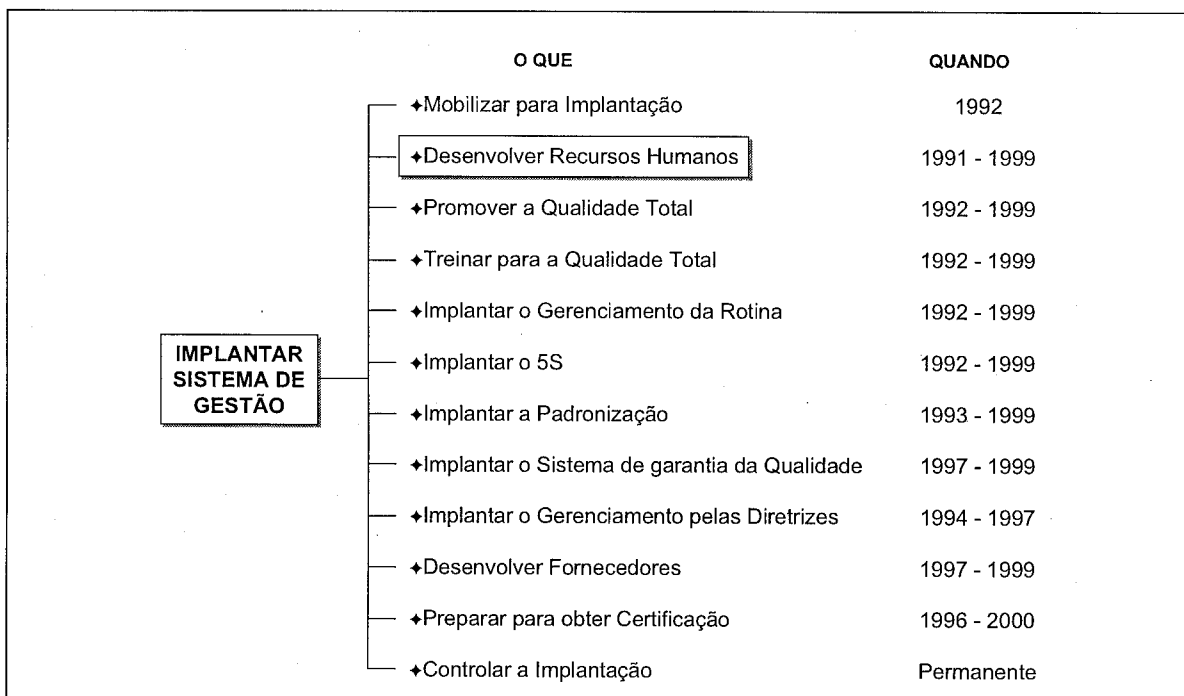 O QUE QUANDO
✦Mobilizar para Implantação 1992
✦Desenvolver Recursos Humanos 1991 - 1999
✦Promover a Qualidade Total 1992 - 1999
✦Treinar para a Qualidade Total 1992 - 1999
✦Implantar o Gerenciamento da Rotina 1992 - 1999
IMPLANTAR
SISTEMA DE
GESTÃO
✦Implantar o 5S 1992 - 1999
✦Implantar a Padronização 1993 - 1999
✦Implantar o Sistema de garantia da Qualidade 1997 - 1999
✦Implantar o Gerenciamento pelas Diretrizes 1994 - 1997
✦Desenvolver Fornecedores 1997 - 1999
✦Preparar para obter Certificação 1996 - 2000
✦Controlar a Implantação Permanente